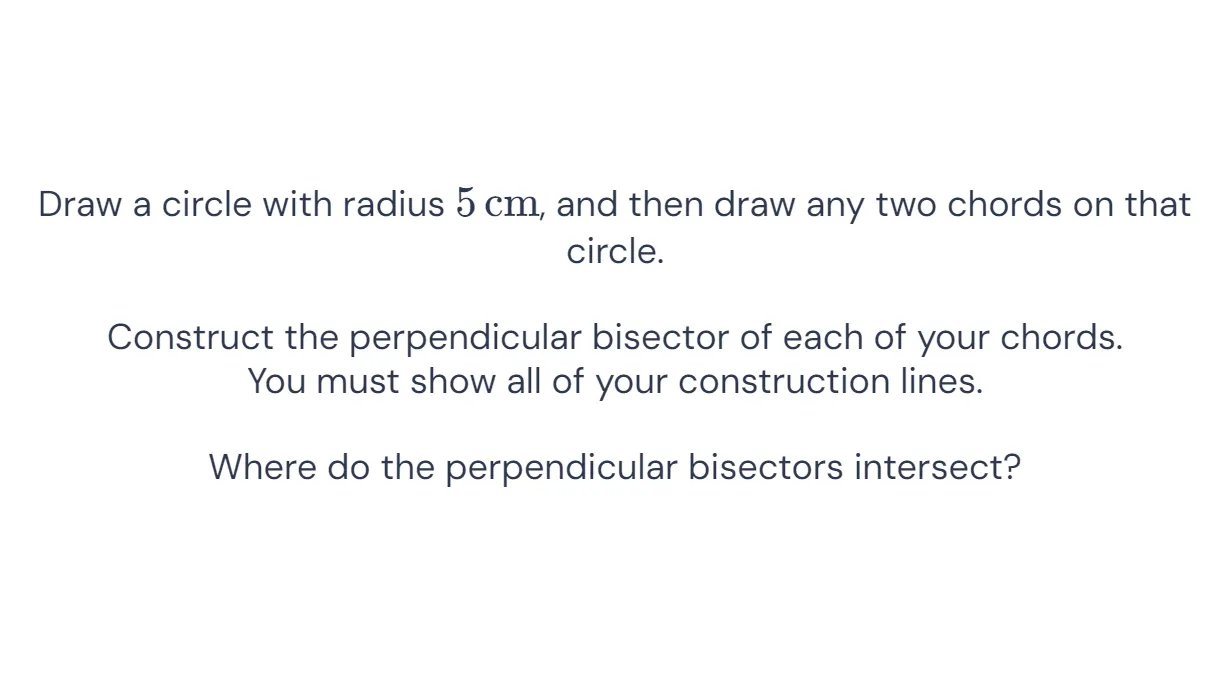 Draw a circle with radius 5 cm, and then draw any two chords on that
circle.
Construct the perpendicular bisector of each of your chords.
You must show all of your construction lines.
Where do the perpendicular bisectors intersect?